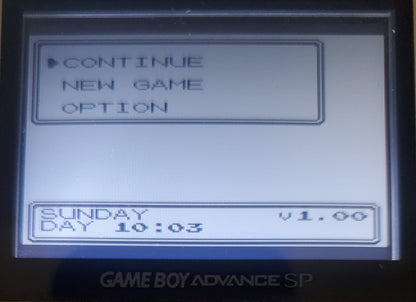 ▶CONTINUE
NEW GAME
OPTION
SUNDAY v1.00
DAY 10:03
GAME BOY ADVANCE SP